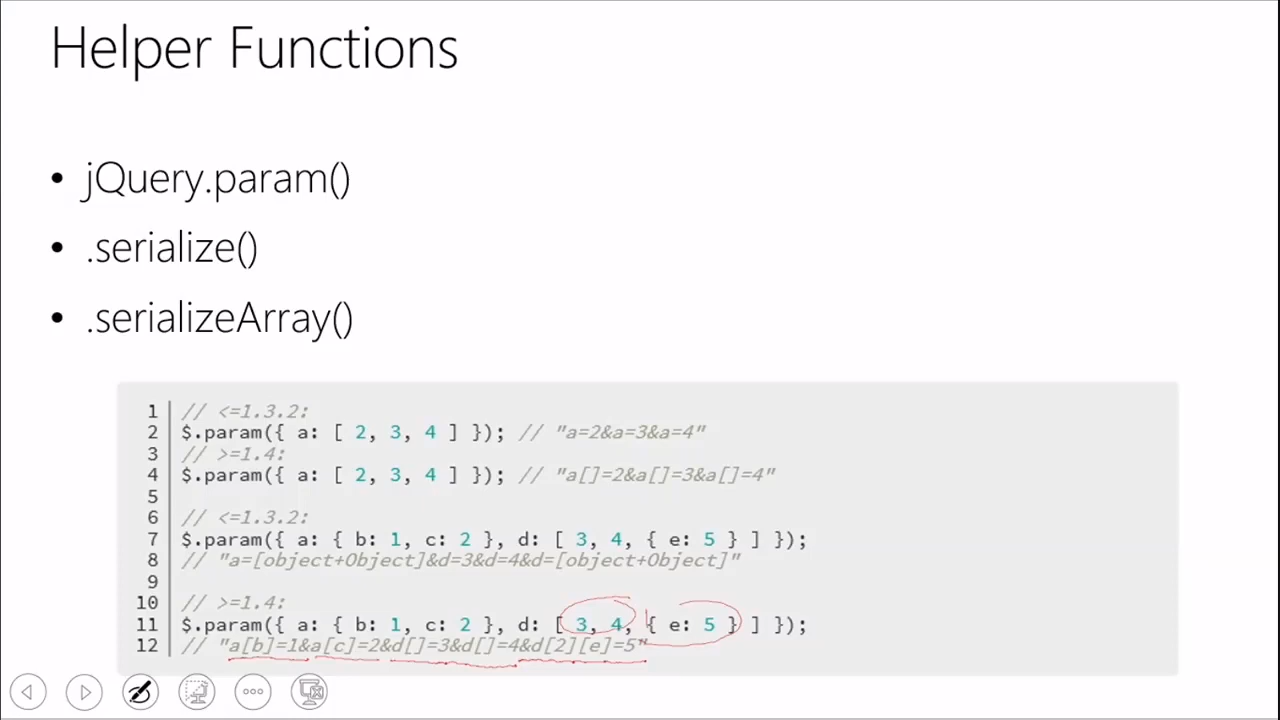 Helper Functions
• jQuery.param()
• .serialize()
• .serializeArray()
1 // <=1.3.2:
2 $.param({ a: [ 2, 3, 4 ] }); // "a=2&a=3&a=4"
3 // >=1.4:
4 $.param({ a: [ 2, 3, 4 ] }); // "a[]=2&a[]=3&a[]=4"
5
6 // <=1.3.2:
7 $.param({ a: { b: 1, c: 2 }, d: [ 3, 4, { e: 5 } ] });
8 // "a=[object+Object]&d=3&d=4&d=[object+Object]"
9
10 // >=1.4:
11 $.param({ a: { b: 1, c: 2 }, d: [ 3, 4, { e: 5 } ] });
12 // "a[b]=1&a[c]=2&d[]=3&d[]=4&d[2][e]=5"